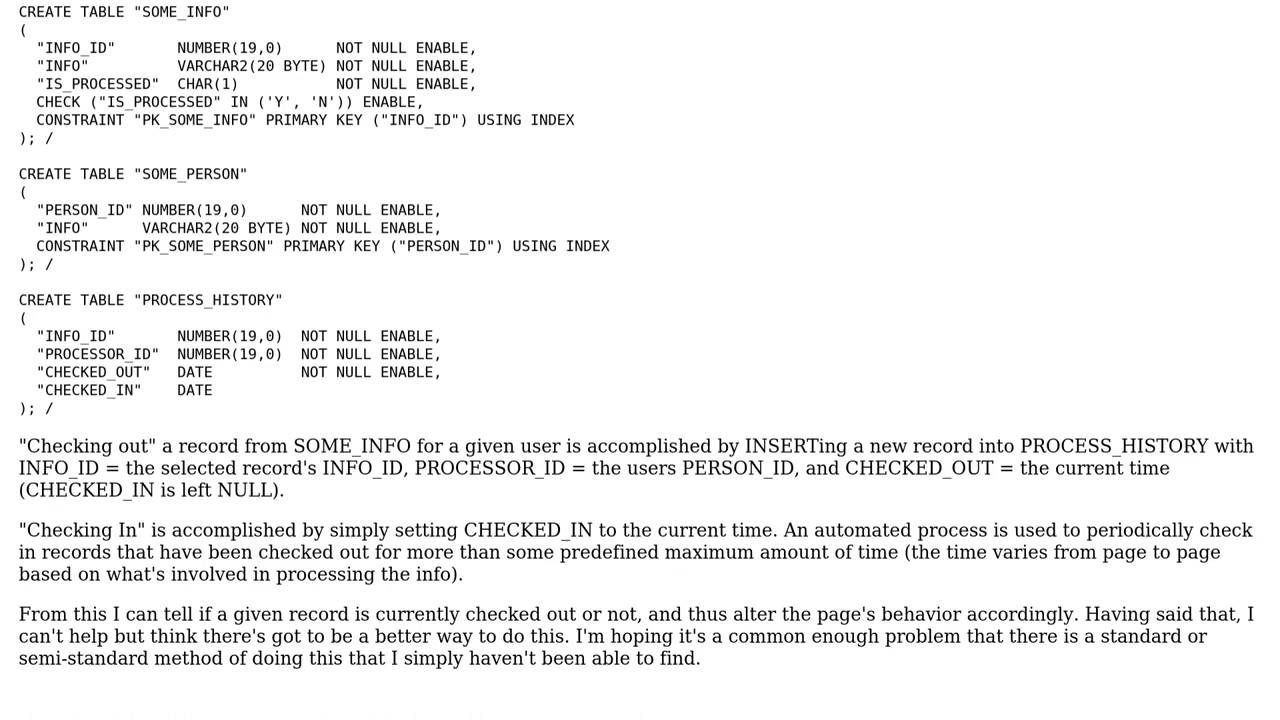 CREATE TABLE "SOME_INFO"
(
  "INFO_ID"       NUMBER(19,0)      NOT NULL ENABLE,
  "INFO"          VARCHAR2(20 BYTE) NOT NULL ENABLE,
  "IS_PROCESSED"  CHAR(1)           NOT NULL ENABLE,
  CHECK ("IS_PROCESSED" IN ('Y', 'N')) ENABLE,
  CONSTRAINT "PK_SOME_INFO" PRIMARY KEY ("INFO_ID") USING INDEX
); /

CREATE TABLE "SOME_PERSON"
(
  "PERSON_ID" NUMBER(19,0)      NOT NULL ENABLE,
  "INFO"      VARCHAR2(20 BYTE) NOT NULL ENABLE,
  CONSTRAINT "PK_SOME_PERSON" PRIMARY KEY ("PERSON_ID") USING INDEX
); /

CREATE TABLE "PROCESS_HISTORY"
(
  "INFO_ID"       NUMBER(19,0)  NOT NULL ENABLE,
  "PROCESSOR_ID"  NUMBER(19,0)  NOT NULL ENABLE,
  "CHECKED_OUT"   DATE          NOT NULL ENABLE,
  "CHECKED_IN"    DATE
); /

"Checking out" a record from SOME_INFO for a given user is accomplished by INSERTing a new record into PROCESS_HISTORY with
INFO_ID = the selected record's INFO_ID, PROCESSOR_ID = the users PERSON_ID, and CHECKED_OUT = the current time
(CHECKED_IN is left NULL).

"Checking In" is accomplished by simply setting CHECKED_IN to the current time. An automated process is used to periodically check
in records that have been checked out for more than some predefined maximum amount of time (the time varies from page to page
based on what's involved in processing the info).

From this I can tell if a given record is currently checked out or not, and thus alter the page's behavior accordingly. Having said that, I
can't help but think there's got to be a better way to do this. I'm hoping it's a common enough problem that there is a standard or
semi-standard method of doing this that I simply haven't been able to find.